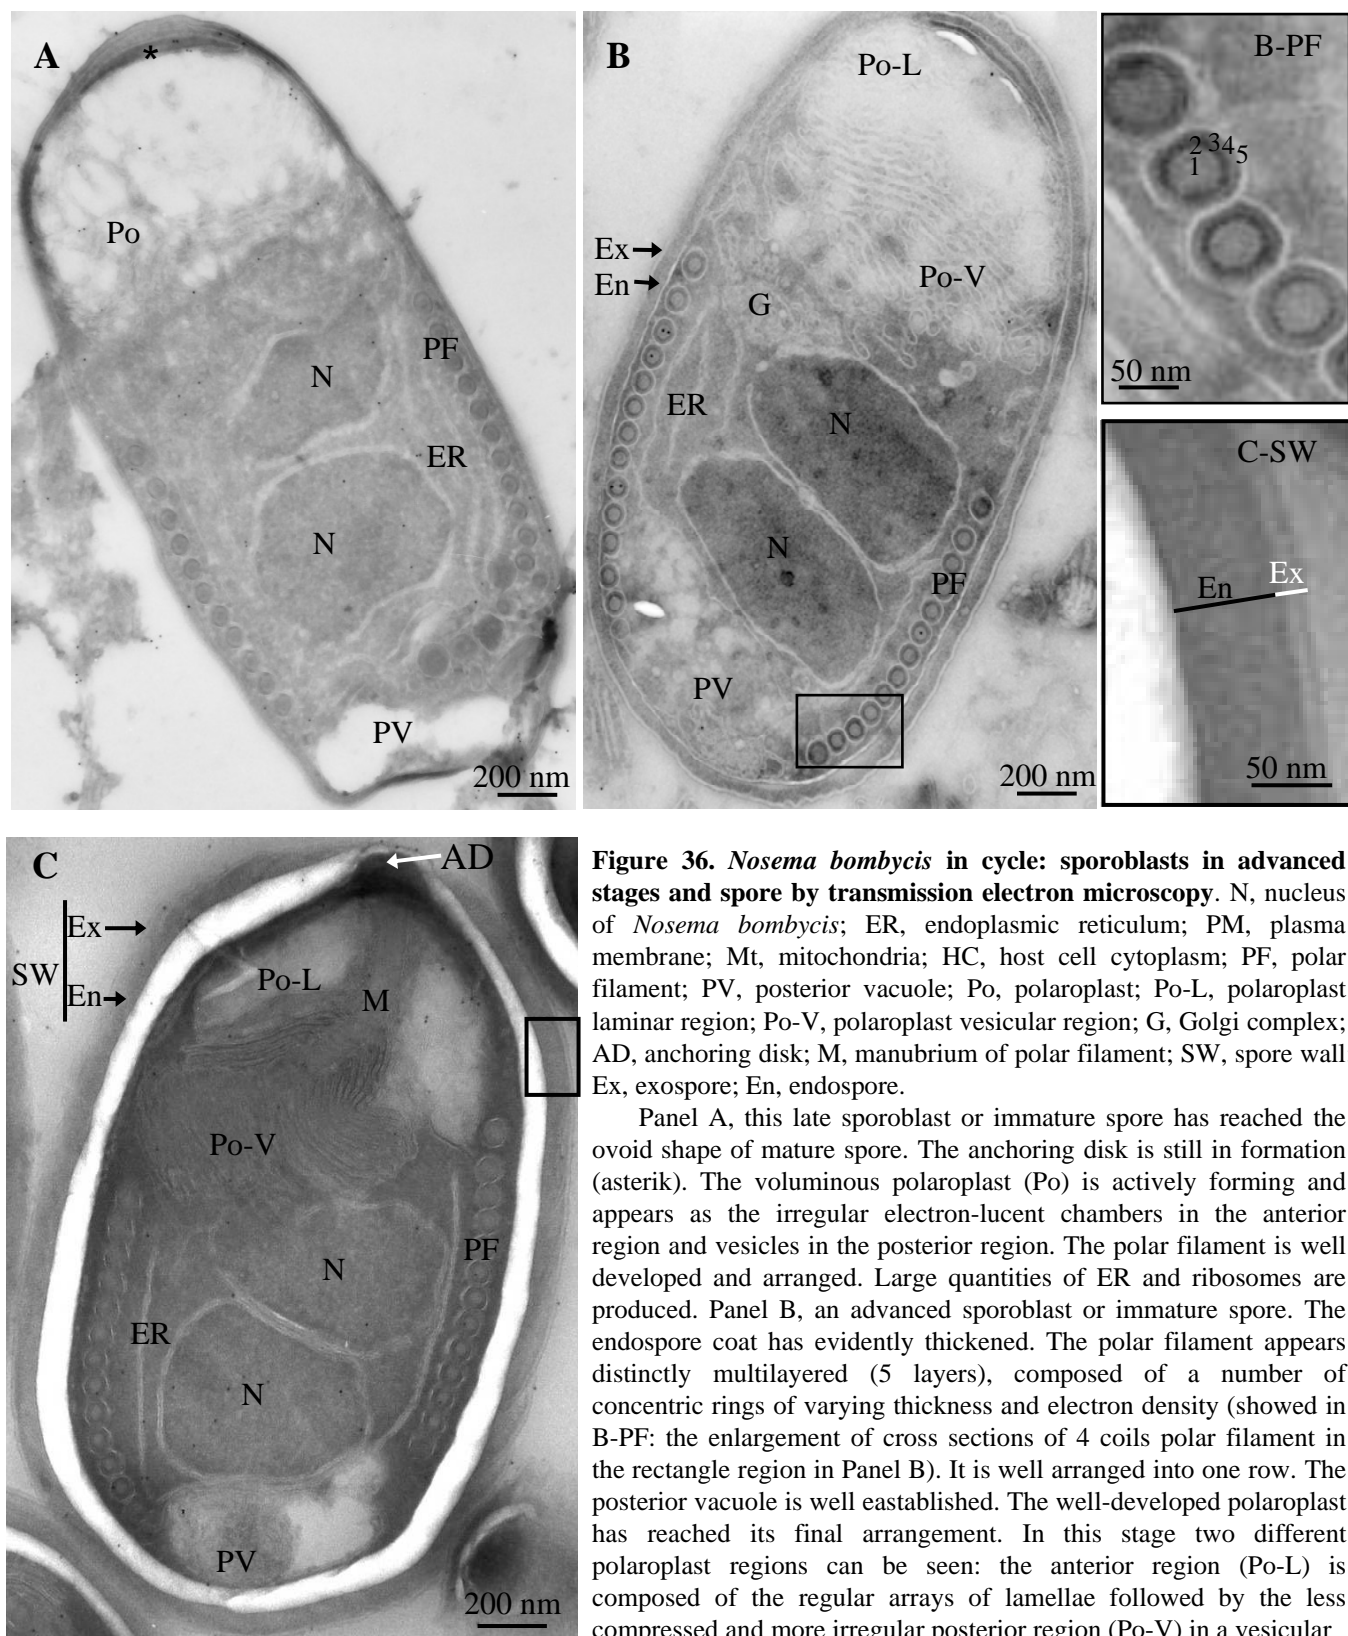 A
*
Po
N
PF
ER
N
PV
200 nm
B
Po-L
Ex
En
Po-V
G
ER
N
N
PF
PV
200 nm
B-PF
2 3 4 5
1
50 nm
C-SW
En
Ex
50 nm
C
AD
Ex
SW
En
Po-L
M
Po-V
N
PF
ER
N
PV
200 nm
Figure 36. Nosema bombycis in cycle: sporoblasts in advanced
stages and spore by transmission electron microscopy. N, nucleus
of Nosema bombycis; ER, endoplasmic reticulum; PM, plasma
membrane; Mt, mitochondria; HC, host cell cytoplasm; PF, polar
filament; PV, posterior vacuole; Po, polaroplast; Po-L, polaroplast
laminar region; Po-V, polaroplast vesicular region; G, Golgi complex;
AD, anchoring disk; M, manubrium of polar filament; SW, spore wall
Ex, exospore; En, endospore.
Panel A, this late sporoblast or immature spore has reached the
ovoid shape of mature spore. The anchoring disk is still in formation
(asterik). The voluminous polaroplast (Po) is actively forming and
appears as the irregular electron-lucent chambers in the anterior
region and vesicles in the posterior region. The polar filament is well
developed and arranged. Large quantities of ER and ribosomes are
produced. Panel B, an advanced sporoblast or immature spore. The
endospore coat has evidently thickened. The polar filament appears
distinctly multilayered (5 layers), composed of a number of
concentric rings of varying thickness and electron density (showed in
B-PF: the enlargement of cross sections of 4 coils polar filament in
the rectangle region in Panel B). It is well arranged into one row. The
posterior vacuole is well eastablished. The well-developed polaroplast
has reached its final arrangement. In this stage two different
polaroplast regions can be seen: the anterior region (Po-L) is
composed of the regular arrays of lamellae followed by the less
compressed and more irregular posterior region (Po-V) in a vesicular